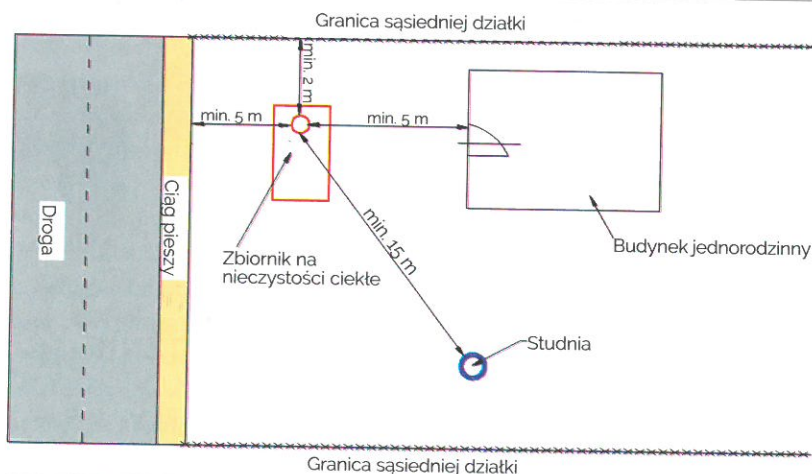 Granica sąsiedniej działki
min. 2 m
min. 5 m
min. 5 m
Droga
Ciąg pieszy
min. 15 m
Zbiornik na
nieczystości ciekłe
Budynek jednorodzinny
Studnia
Granica sąsiedniej działki